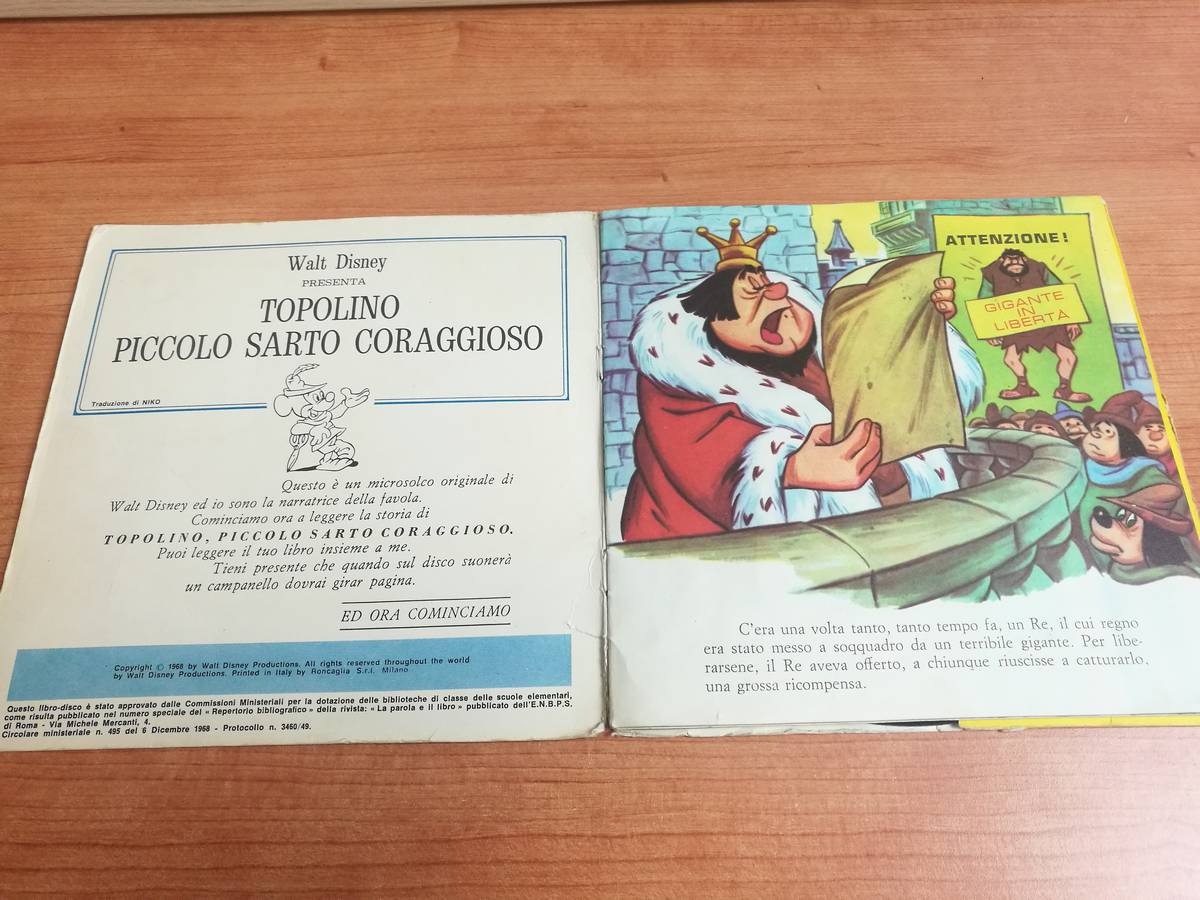 Walt Disney
PRESENTA
TOPOLINO
PICCOLO SARTO CORAGGIOSO
Traduzione di NIKO
Questo è un microsolco originale di
Walt Disney ed io sono la narratrice della favola.
Cominciamo ora a leggere la storia di
TOPOLINO, PICCOLO SARTO CORAGGIOSO.
Puoi leggere il tuo libro insieme a me.
Tieni presente che quando sul disco suonerà
un campanello dovrai girar pagina.
ED ORA COMINCIAMO
Copyright © 1968 by Walt Disney Productions. All rights reserved throughout the world
by Walt Disney Productions. Printed in Italy by Roncaglia S.r.l. Milano
Questo libro-disco è stato approvato dalle Commissioni Ministeriali per la dotazione delle biblioteche di classe delle scuole elementari,
come risulta pubblicato nel numero speciale del « Repertorio bibliografico » della rivista: « La parola e il libro » pubblicato dell'E.N.B.P.S.
di Roma - Via Michele Mercanti, 4.
Circolare ministeriale n. 495 del 6 Dicembre 1968 - Protocollo n. 3460/49.
ATTENZIONE!
GIGANTE
IN
LIBERTA
C'era una volta tanto, tanto tempo fa, un Re, il cui regno
era stato messo a soqquadro da un terribile gigante. Per libe-
rarsene, il Re aveva offerto, a chiunque riuscisse a catturarlo,
una grossa ricompensa.